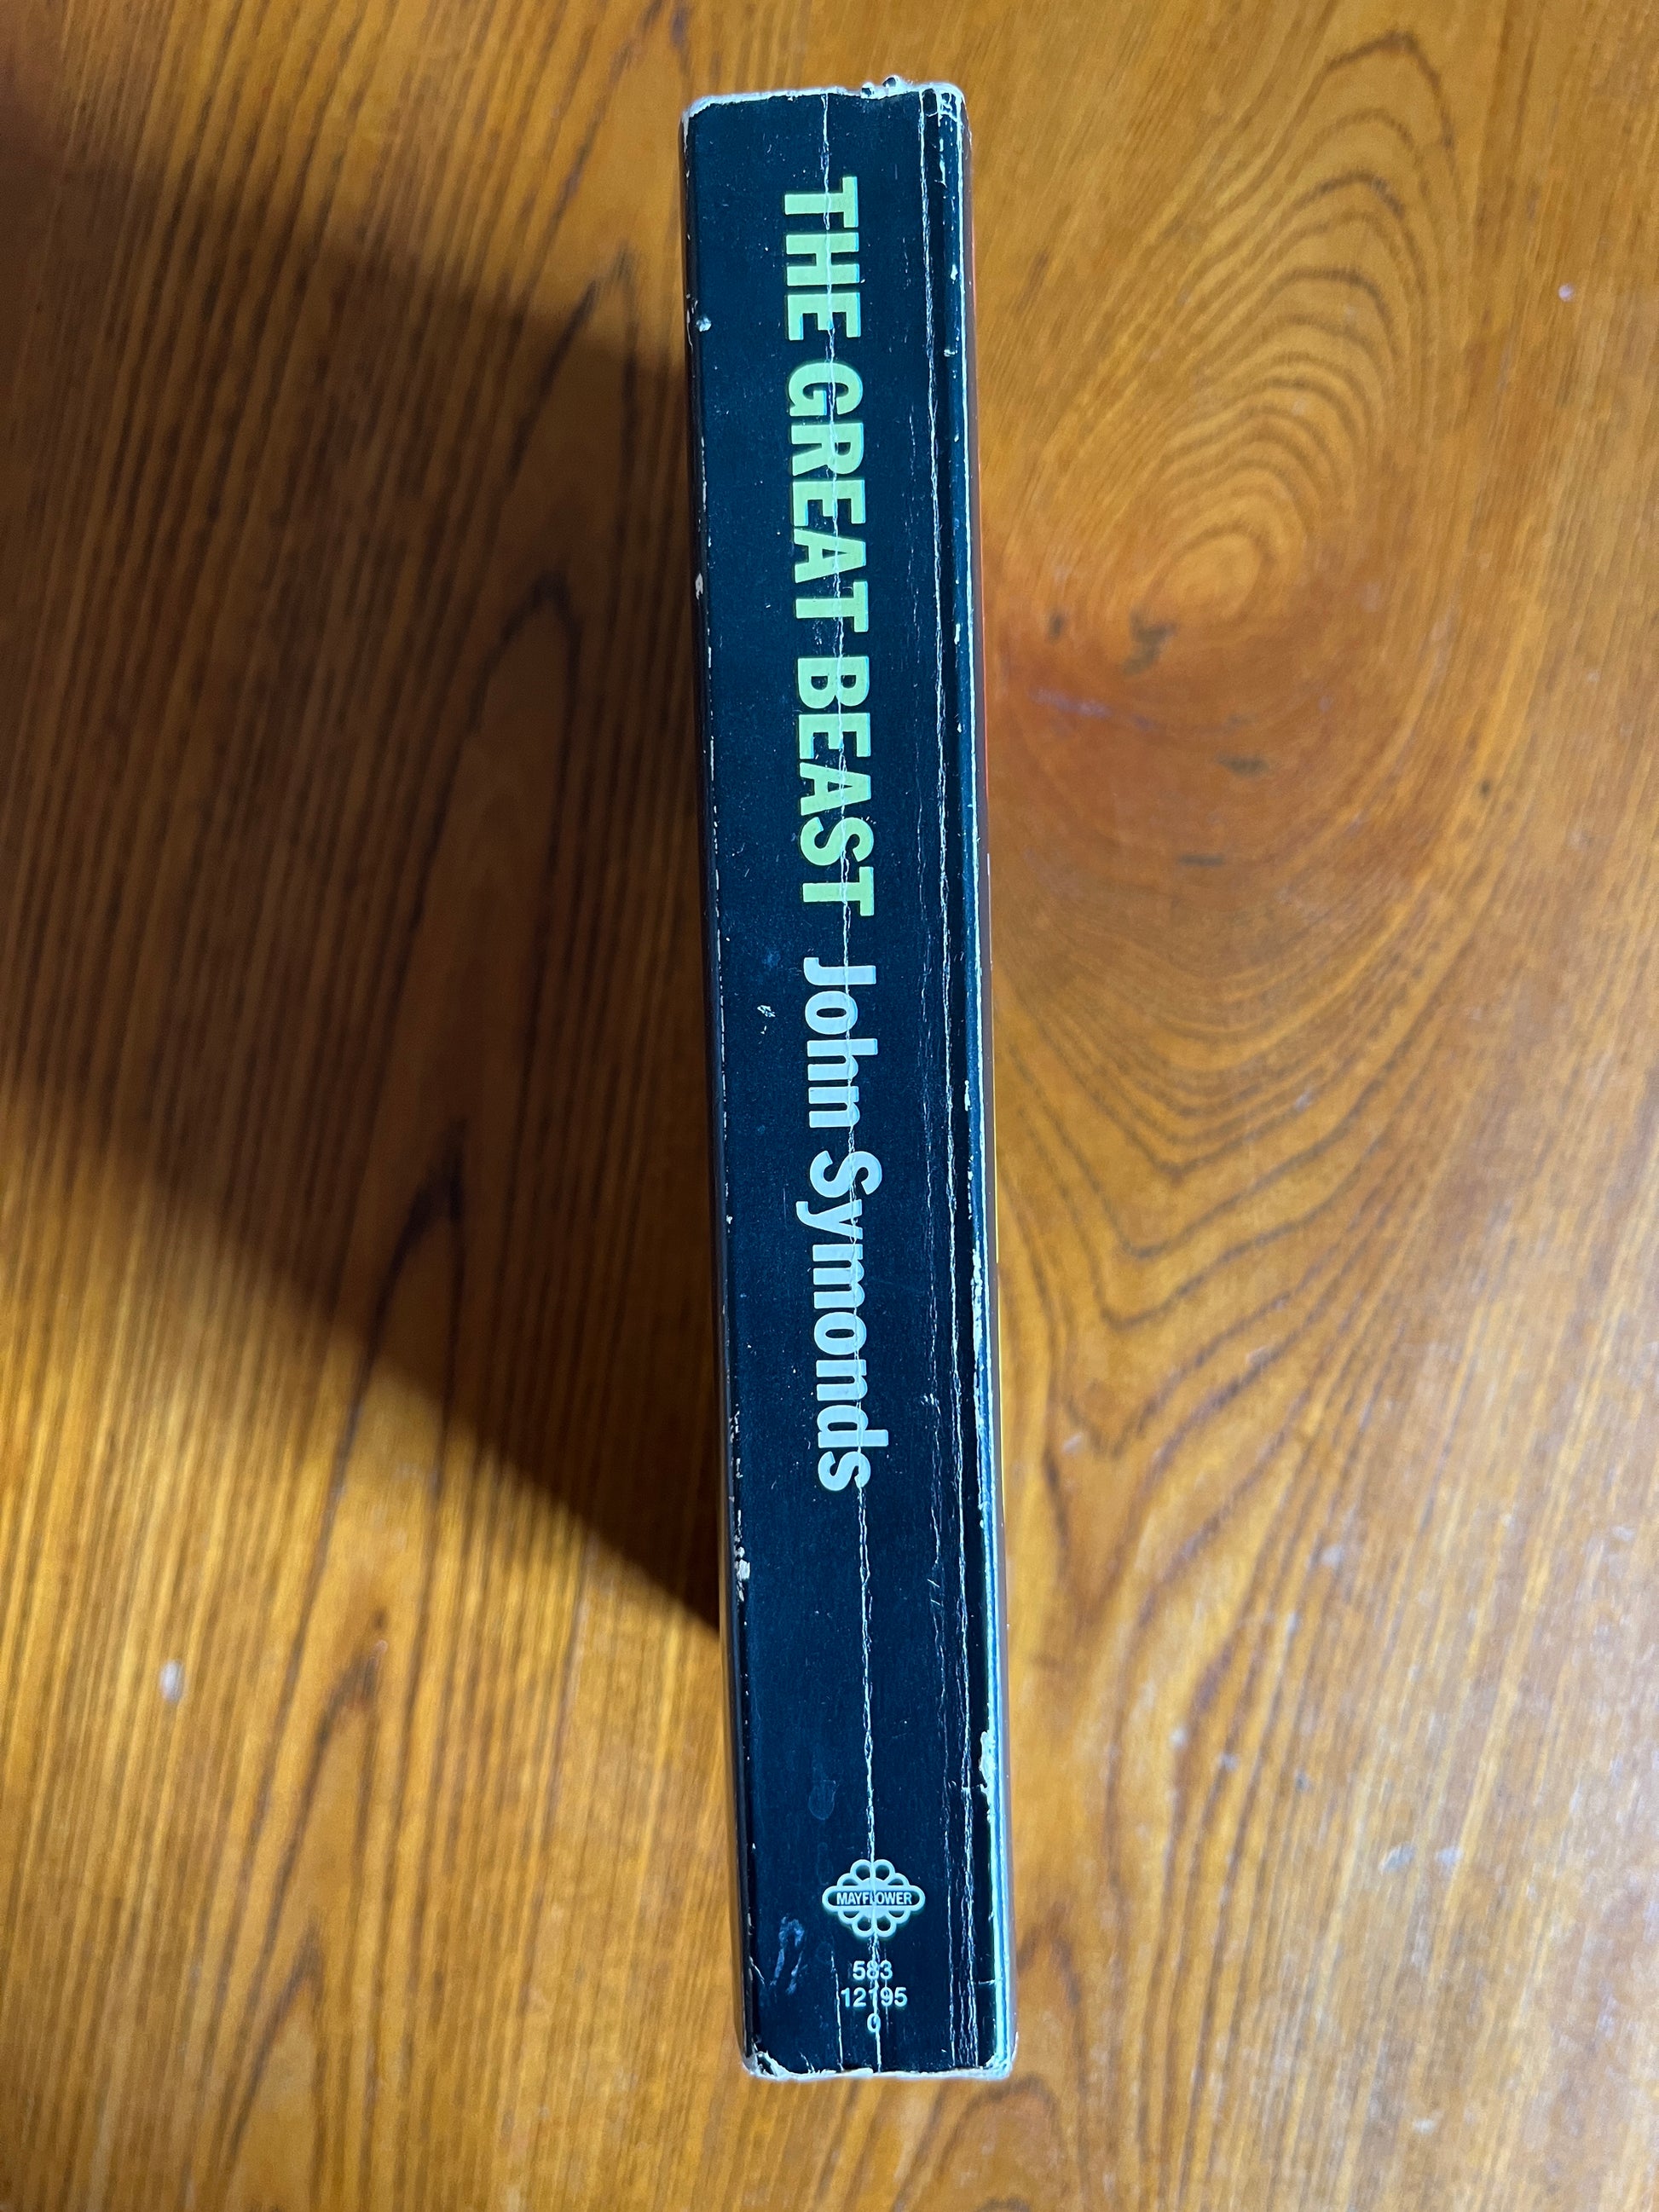 THE GREAT BEAST John Symonds
MAYFLOWER
583
12195
0